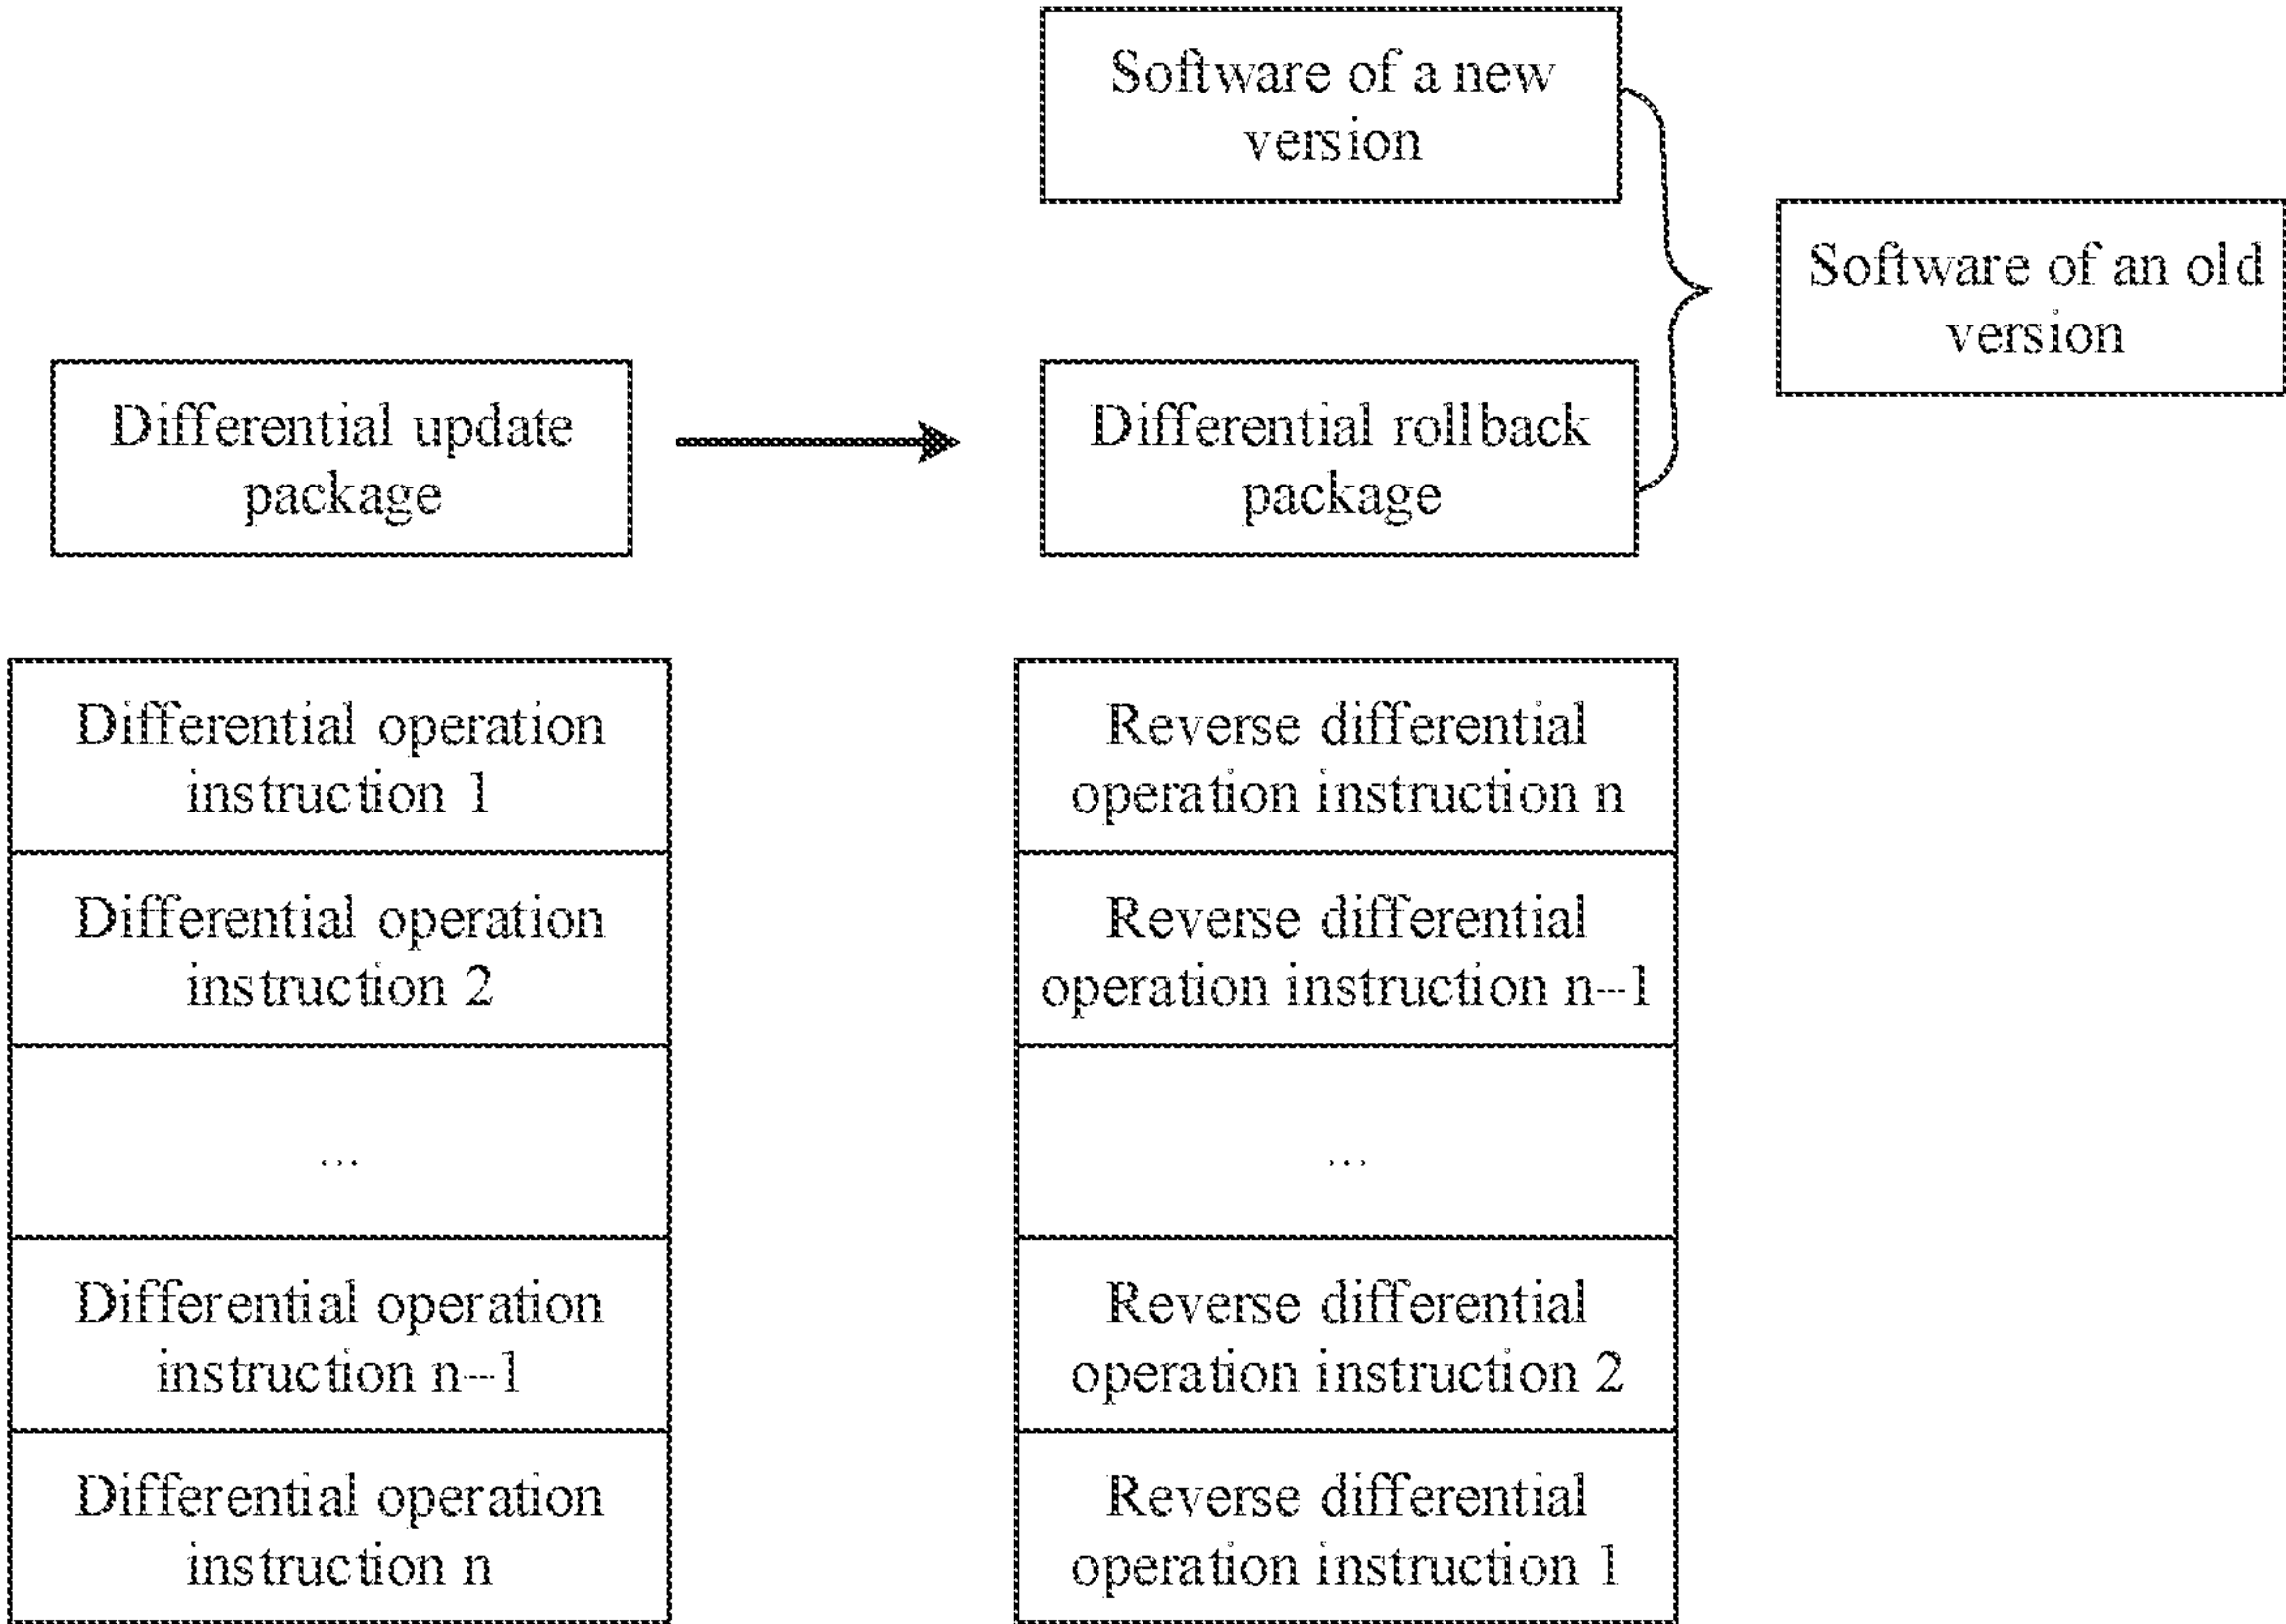 Software of a new
version
Software of an old
version
Differential update
package
Differential rollback
package
Differential operation
instruction 1
Differential operation
instruction 2
...
Differential operation
instruction n-1
Differential operation
instruction n
Reverse differential
operation instruction n
Reverse differential
operation instruction n-1
...
Reverse differential
operation instruction 2
Reverse differential
operation instruction 1